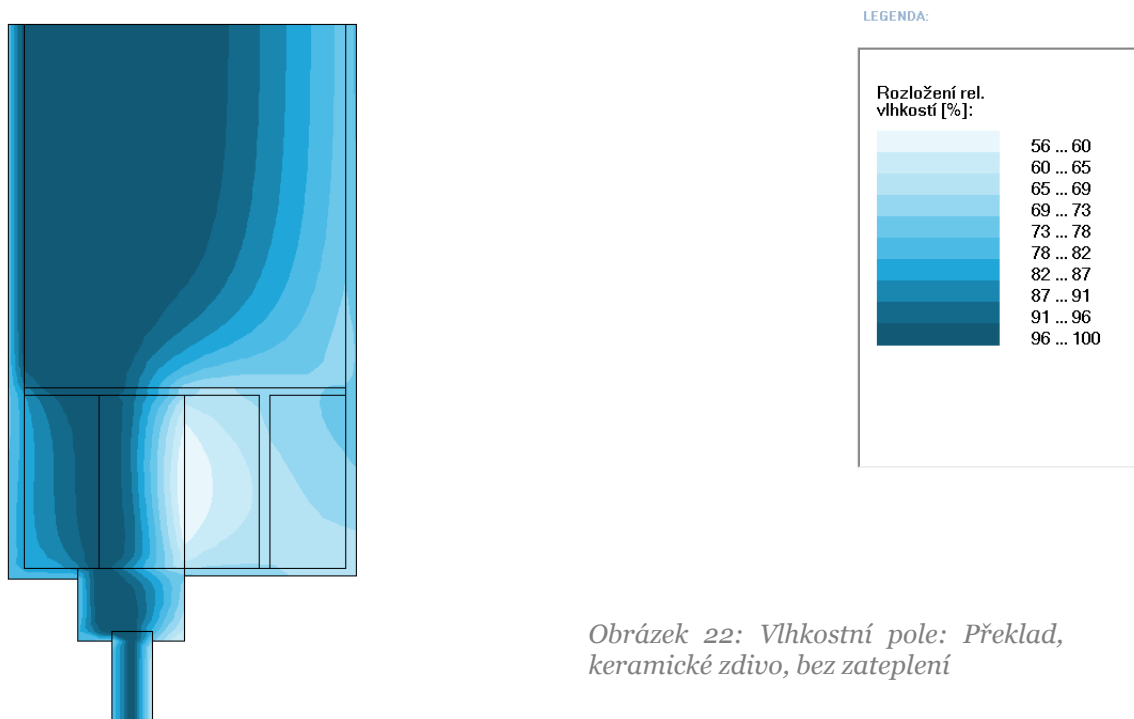 LEGENDA:
Rozložení rel.
vlhkostí [%]:
56 ... 60
60 ... 65
65 ... 69
69 ... 73
73 ... 78
78 ... 82
82 ... 87
87 ... 91
91 ... 96
96 ... 100
Obrázek 22: Vlhkostní pole: Překlad,
keramické zdivo, bez zateplení